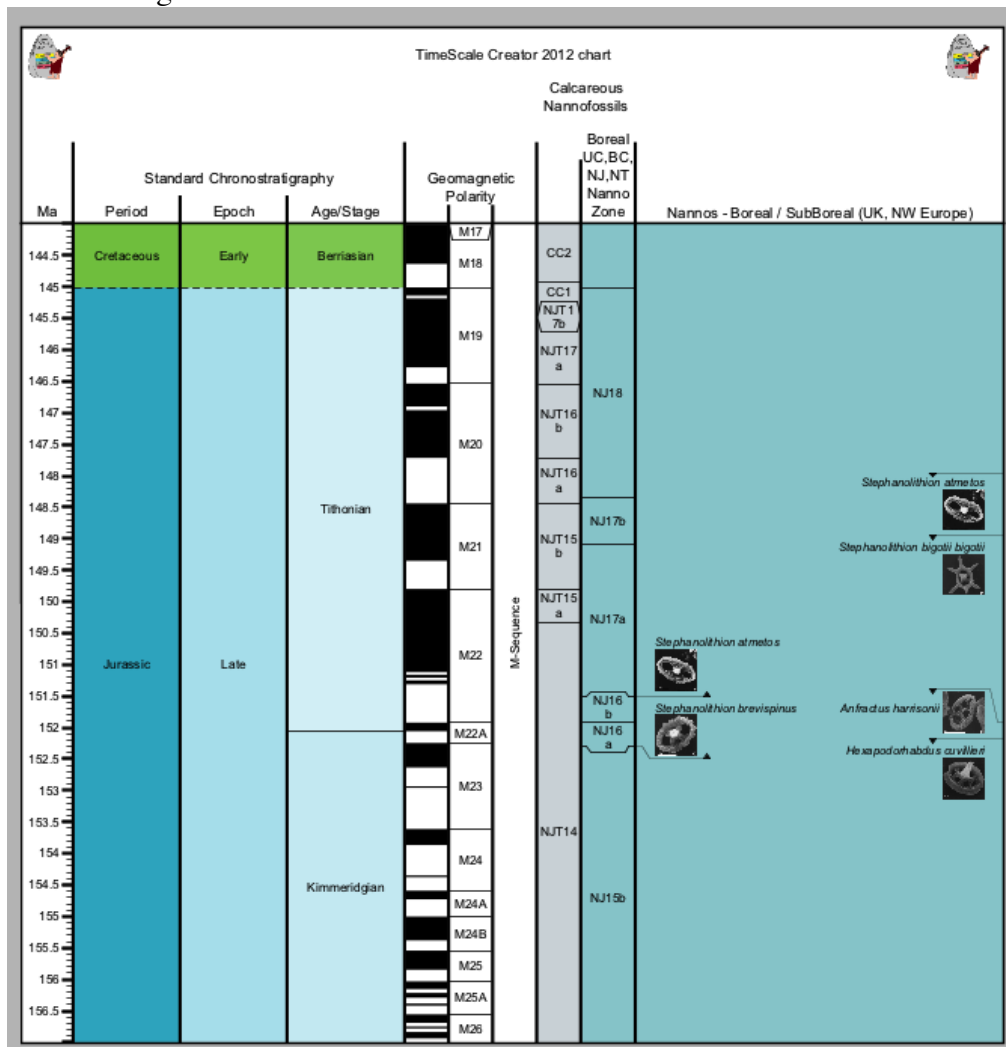 TimeScale Creator 2012 chart
Calcareous
Nannofossils
Boreal
UC,BC,
NJ,NT
Nanno
Zone
Standard Chronostratigraphy
Geomagnetic
Polarity
Ma
Period
Epoch
Age/Stage
Nannos - Boreal / SubBoreal (UK, NW Europe)
144.5
145
145.5
146
146.5
147
147.5
148
148.5
149
149.5
150
150.5
151
151.5
152
152.5
153
153.5
154
154.5
155
155.5
156
156.5
Cretaceous
Jurassic
Early
Late
Berriasian
Tithonian
Kimmeridgian
M17
M18
M19
M20
M21
M22
M22A
M23
M24
M24A
M24B
M25
M25A
M26
M-Sequence
CC2
CC1
NJT1
7b
NJT17
a
NJT16
b
NJT16
a
NJT15
b
NJT15
a
NJT14
NJ18
NJ17b
NJ17a
NJ16
b
NJ16
a
NJ15b
Stephanolithion atmetos
Stephanolithion brevispinus
Stephanolithion atmetos
Stephanolithion bigotii bigotii
Anfractus harrisonii
Hexapodorhabdus cuvillieri